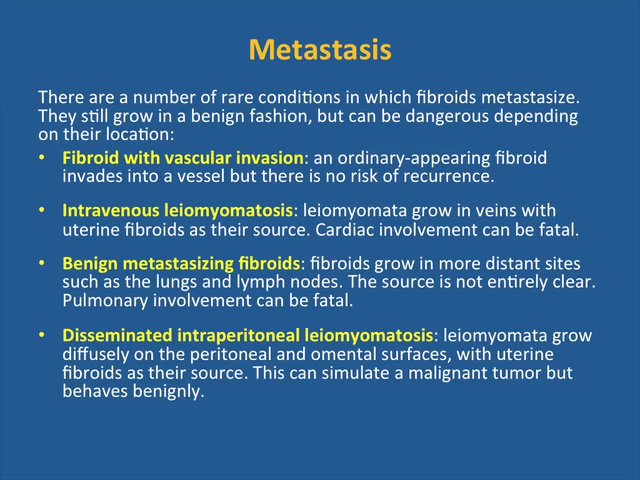 Metastasis
There are a number of rare conditions in which fibroids metastasize.
They still grow in a benign fashion, but can be dangerous depending
on their location:
• Fibroid with vascular invasion: an ordinary-appearing fibroid
invades into a vessel but there is no risk of recurrence.
• Intravenous leiomyomatosis: leiomyomata grow in veins with
uterine fibroids as their source. Cardiac involvement can be fatal.
• Benign metastasizing fibroids: fibroids grow in more distant sites
such as the lungs and lymph nodes. The source is not entirely clear.
Pulmonary involvement can be fatal.
• Disseminated intraperitoneal leiomyomatosis: leiomyomata grow
diffusely on the peritoneal and omental surfaces, with uterine
fibroids as their source. This can simulate a malignant tumor but
behaves benignly.